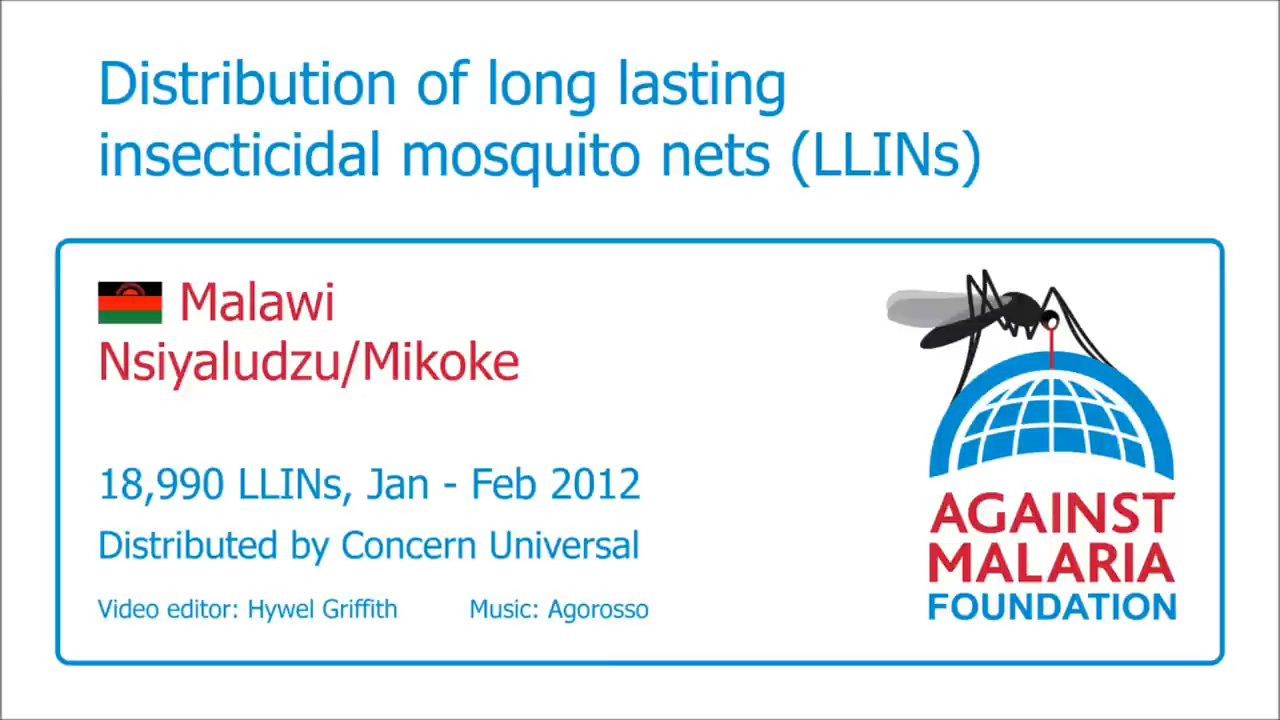 Distribution of long lasting
insecticidal mosquito nets (LLINs)
Malawi
Nsiyaludzu/Mikoke
18,990 LLINs, Jan - Feb 2012
Distributed by Concern Universal
Video editor: Hywel Griffith Music: Agorosso
AGAINST
MALARIA
FOUNDATION